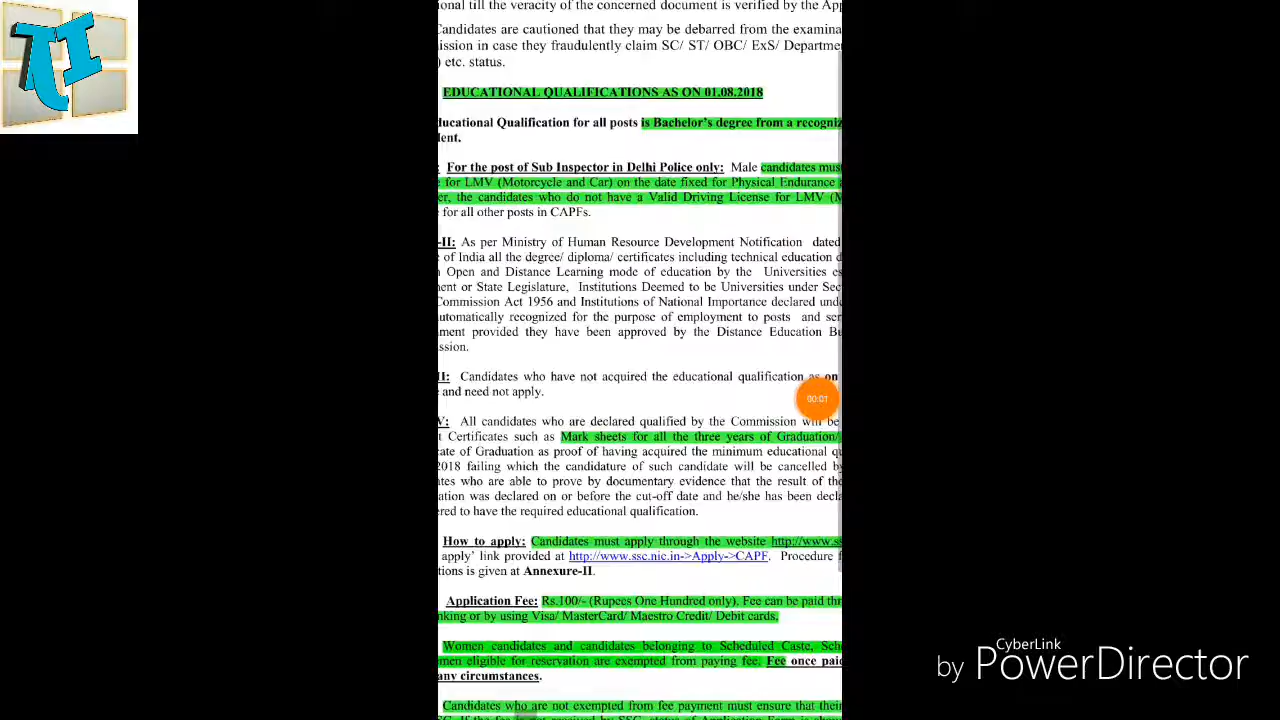 ional till the veracity of the concerned document is verified by the App
Candidates are cautioned that they may be debarred from the examina
ission in case they fraudulently claim SC/ ST/ OBC/ ExS/ Departme
) etc. status.
EDUCATIONAL QUALIFICATIONS AS ON 01.08.2018
ducational Qualification for all posts is Bachelor's degree from a recogniz
lent.
: For the post of Sub Inspector in Delhi Police only: Male candidates mus
e for LMV (Motorcycle and Car) on the date fixed for Physical Endurance
er, the candidates who do not have a Valid Driving License for LMV (M
e for all other posts in CAPFs.
-II: As per Ministry of Human Resource Development Notification dated
e of India all the degree/ diploma/ certificates including technical education d
n Open and Distance Learning mode of education by the Universities es
ent or State Legislature, Institutions Deemed to be Universities under Sec
Commission Act 1956 and Institutions of National Importance declared und
utomatically recognized for the purpose of employment to posts and ser
ment provided they have been approved by the Distance Education Bu
ssion.
II: Candidates who have not acquired the educational qualification as on
e and need not apply.
00:01
V: All candidates who are declared qualified by the Commission will be
t Certificates such as Mark sheets for all the three years of Graduation/
cate of Graduation as proof of having acquired the minimum educational qu
2018 failing which the candidature of such candidate will be cancelled by
tes who are able to prove by documentary evidence that the result of the
ation was declared on or before the cut-off date and he/she has been decla
ered to have the required educational qualification.
How to apply: Candidates must apply through the website http://www.ss
apply' link provided at http://www.ssc.nic.in->Apply->CAPF. Procedure f
tions is given at Annexure-II.
Application Fee: Rs.100/- (Rupees One Hundred only). Fee can be paid thr
nking or by using Visa/ MasterCard/ Maestro Credit/ Debit cards.
Women candidates and candidates belonging to Scheduled Caste, Sch
men eligible for reservation are exempted from paying fee. Fee once paid
any circumstances.
Candidates who are not exempted from fee payment must ensure that their
by CyberLink PowerDirector